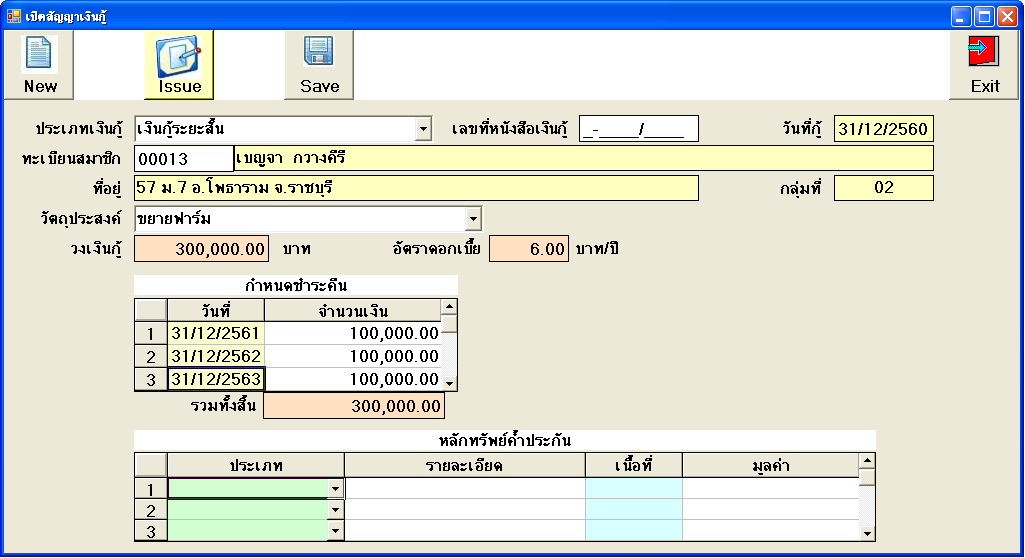 เปิดสัญญาเงินกู้
New Issue Save Exit
ประเภทเงินกู้ เงินกู้ระยะสั้น เลขที่หนังสือเงินกู้ _-____/____ วันที่กู้ 31/12/2560
ทะเบียนสมาชิก 00013 เบญจา กวางคีรี
ที่อยู่ 57 ม.7 อ.โพธาราม จ.ราชบุรี กลุ่มที่ 02
วัตถุประสงค์ ขยายฟาร์ม
วงเงินกู้ 300,000.00 บาท อัตราดอกเบี้ย 6.00 บาท/ปี
กำหนดชำระคืน
วันที่ จำนวนเงิน
1 31/12/2561 100,000.00
2 31/12/2562 100,000.00
3 31/12/2563 100,000.00
รวมทั้งสิ้น 300,000.00
หลักทรัพย์ค้ำประกัน
ประเภท รายละเอียด เนื้อที่ มูลค่า
1
2
3